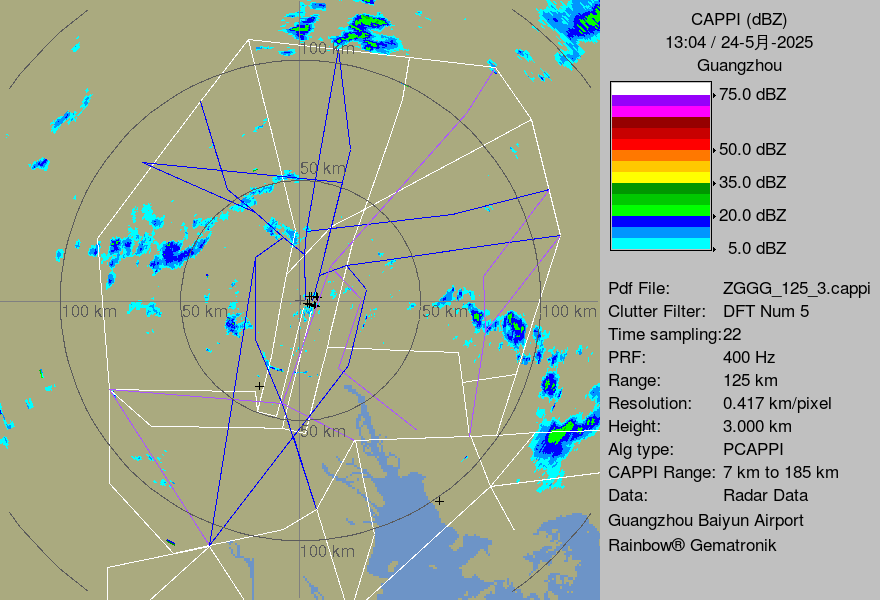 CAPPI (dBZ)
13:04 / 24-5月-2025
Guangzhou
75.0 dBZ
50.0 dBZ
35.0 dBZ
20.0 dBZ
5.0 dBZ
Pdf File: ZGGG_125_3.cappi
Clutter Filter: DFT Num 5
Time sampling:22
PRF: 400 Hz
Range: 125 km
Resolution: 0.417 km/pixel
Height: 3.000 km
Alg type: PCAPPI
CAPPI Range: 7 km to 185 km
Data: Radar Data
Guangzhou Baiyun Airport
Rainbow® Gematronik
100 km
50 km
100 km
50 km
50 km
100 km
50 km
100 km